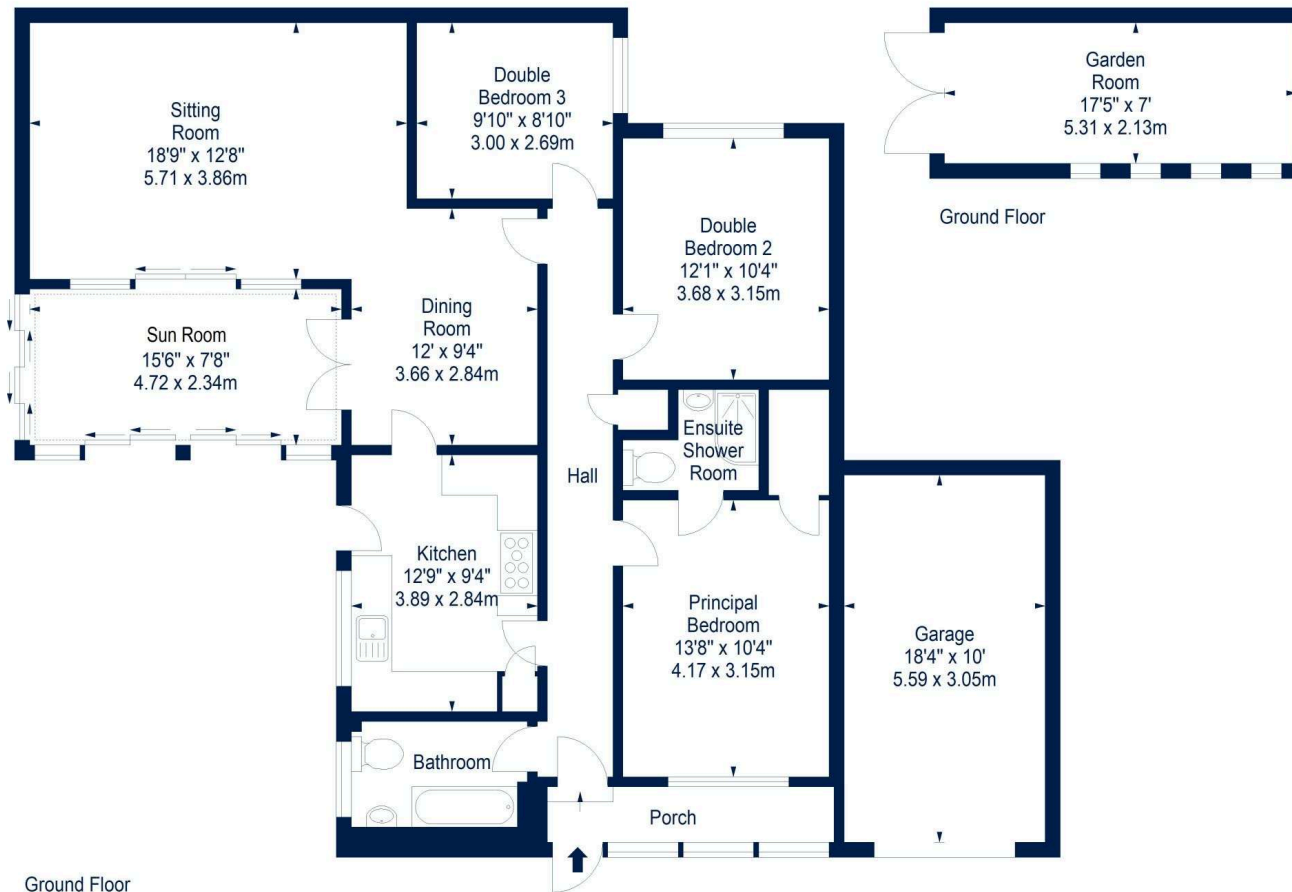 Sitting
Room
18'9" x 12'8"
5.71 x 3.86m
Double
Bedroom 3
9'10" x 8'10"
3.00 x 2.69m
Garden
Room
17'5" x 7'
5.31 x 2.13m
Ground Floor
Double
Bedroom 2
12'1" x 10'4"
3.68 x 3.15m
Sun Room
15'6" x 7'8"
4.72 x 2.34m
Dining
Room
12' x 9'4"
3.66 x 2.84m
Ensuite
Shower
Room
Hall
Kitchen
12'9" x 9'4"
3.89 x 2.84m
Principal
Bedroom
13'8" x 10'4"
4.17 x 3.15m
Garage
18'4" x 10'
5.59 x 3.05m
Bathroom
Porch
Ground Floor